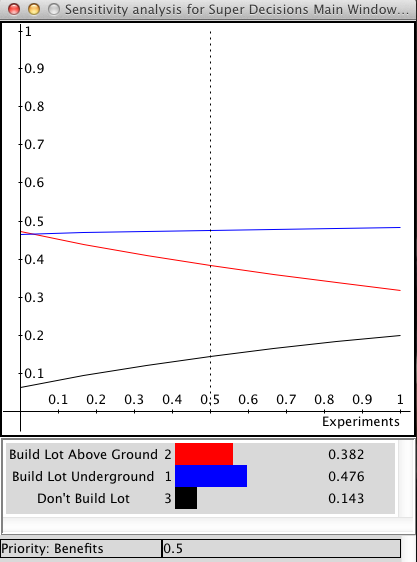 Sensitivity analysis for Super Decisions Main Window...
1
0.9
0.8
0.7
0.6
0.5
0.4
0.3
0.2
0.1
0.1 0.2 0.3 0.4 0.5 0.6 0.7 0.8 0.9 1
Experiments
Build Lot Above Ground 2 0.382
Build Lot Underground 1 0.476
Don't Build Lot 3 0.143
Priority: Benefits 0.5